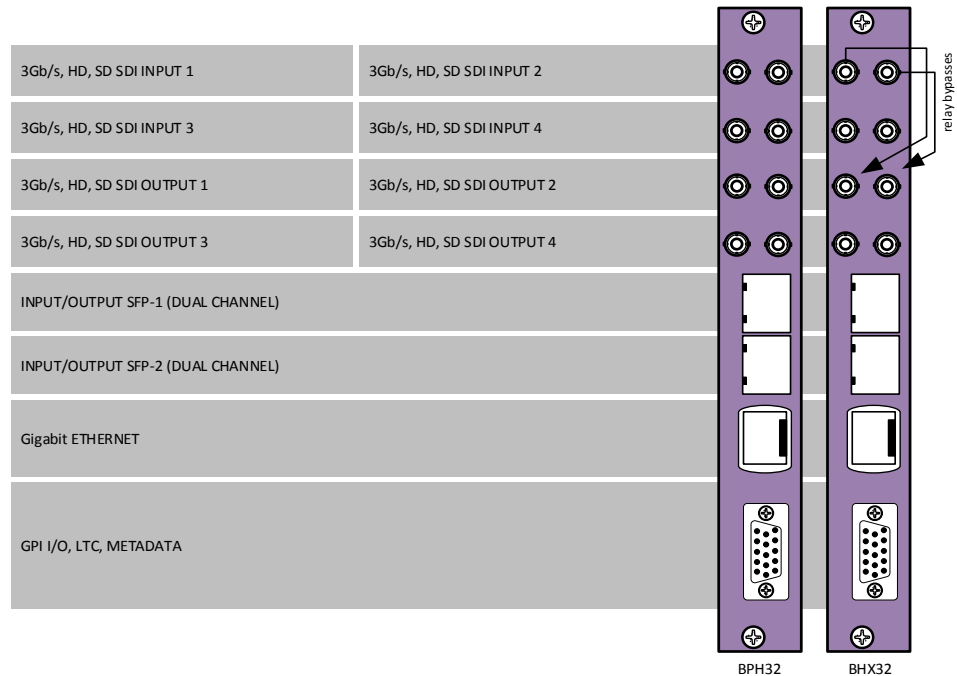 3Gb/s, HD, SD SDI INPUT 1
3Gb/s, HD, SD SDI INPUT 2
3Gb/s, HD, SD SDI INPUT 3
3Gb/s, HD, SD SDI INPUT 4
3Gb/s, HD, SD SDI OUTPUT 1
3Gb/s, HD, SD SDI OUTPUT 2
3Gb/s, HD, SD SDI OUTPUT 3
3Gb/s, HD, SD SDI OUTPUT 4
INPUT/OUTPUT SFP-1 (DUAL CHANNEL)
INPUT/OUTPUT SFP-2 (DUAL CHANNEL)
Gigabit ETHERNET
GPI I/O, LTC, METADATA
relay bypasses
BPH32
BHX32